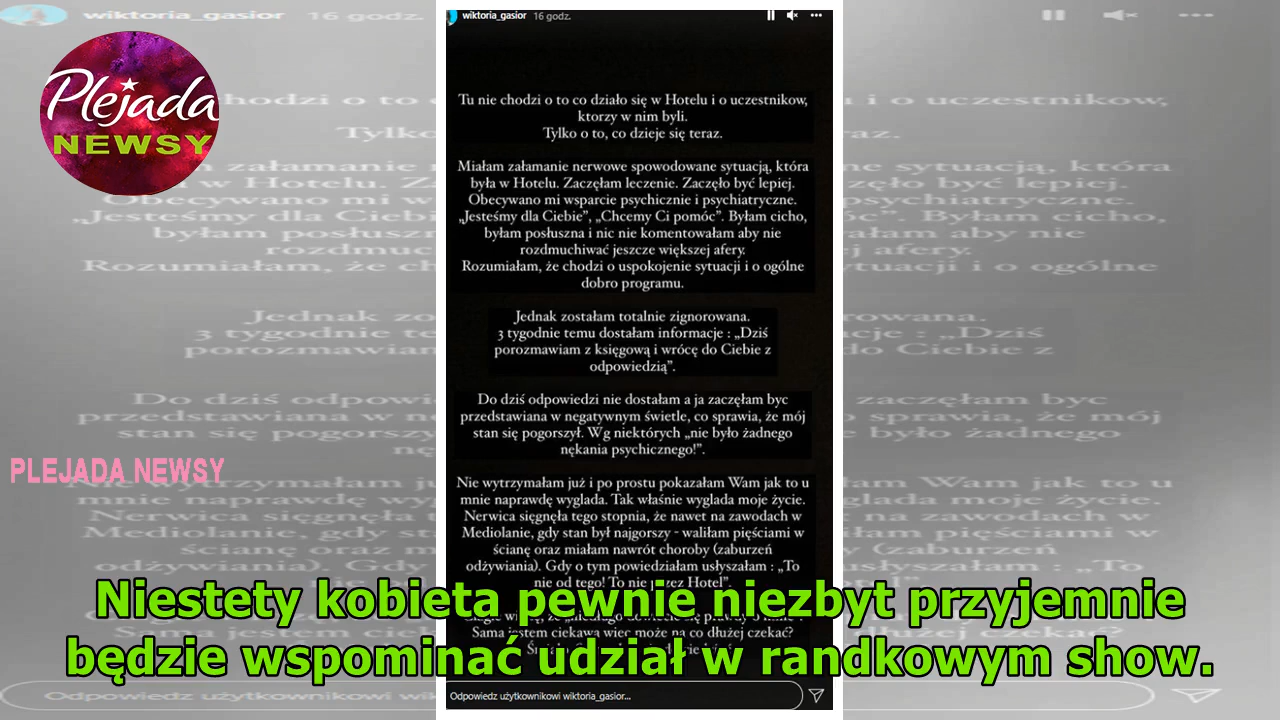 wiktoria_gasior 16 godz.
Plejada
NEWSY
wiktoria_gasior 16 godz.
Tu nie chodzi o to co działo się w Hotelu i o uczestnikow,
ktorzy w nim byli.
Tylko o to, co dzieje się teraz.
Miałam załamanie nerwowe spowodowane sytuacją, która
była w Hotelu. Zaczęłam leczenie. Zaczęło być lepiej.
Obecywano mi wsparcie psychicznie i psychiatryczne.
„Jesteśmy dla Ciebie”, „Chcemy Ci pomóc”. Byłam cicho,
byłam posłuszna i nic nie komentowałam aby nie
rozdmuchiwać jeszcze większej afery.
Rozumiałam, że chodzi o uspokojenie sytuacji i o ogólne
dobro programu.
Jednak zostałam totalnie zignorowana.
3 tygodnie temu dostałam informacje : „Dziś
porozmawiam z księgową i wrócę do Ciebie z
odpowiedzią”.
Do dziś odpowiedzi nie dostałam a ja zaczęłam byc
przedstawiana w negatywnym świetle, co sprawia, że mój
stan się pogorszył. Wg niektórych „nie było żadnego
nękania psychicznego!”.
PLEJADA NEWSY
Nie wytrzymałam już i po prostu pokazałam Wam jak to u
mnie naprawdę wyglada. Tak właśnie wyglada moje życie.
Nerwica sięgnęła tego stopnia, że nawet na zawodach w
Mediolanie, gdy stan był najgorszy - waliłam pięściami w
ścianę oraz miałam nawrót choroby (zaburzeń
odżywiania). Gdy o tym powiedziałam usłyszałam : „To
nie od tego! To nie przez Hotel”.
Sama jestem ciekawa więc może na co dłużej czekać?
Niestety kobieta pewnie niezbyt przyjemnie
będzie wspominać udział w randkowym show.
Odpowiedz użytkownikowi wiktoria_gasior...